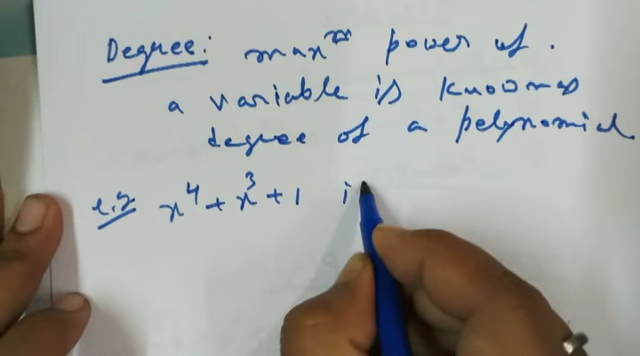 Degree: maxm power of.
a variable is known as
degree of a polynomial
e.g x⁴ + x³ + 1 i